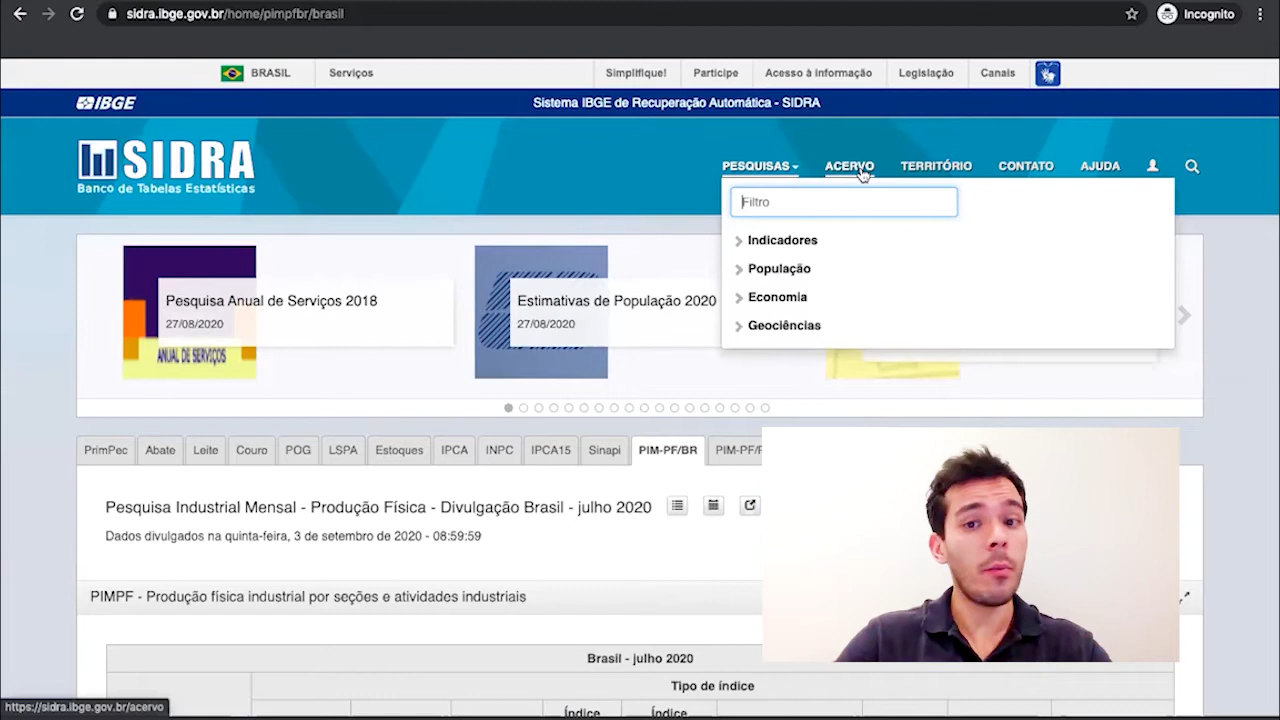 sidra.ibge.gov.br/home/pimpfbr/brasil
Incognito
BRASIL
Serviços
Simplifique!
Participe
Acesso à informação
Legislação
Canais
IBGE
Sistema IBGE de Recuperação Automática - SIDRA
SIDRA
Banco de Tabelas Estatísticas
PESQUISAS
ACERVO
TERRITÓRIO
CONTATO
AJUDA
Filtro
Indicadores
População
Economia
Geociências
Pesquisa Anual de Serviços 2018
27/08/2020
ANUAL DE SERVIÇOS
Estimativas de População 2020
27/08/2020
PrimPec
Abate
Leite
Couro
POG
LSPA
Estoques
IPCA
INPC
IPCA15
Sinapi
PIM-PF/BR
PIM-PF/
Pesquisa Industrial Mensal - Produção Física - Divulgação Brasil - julho 2020
Dados divulgados na quinta-feira, 3 de setembro de 2020 - 08:59:59
PIMPF - Produção física industrial por seções e atividades industriais
Brasil - julho 2020
Tipo de índice
Índice
Índice
https://sidra.ibge.gov.br/acervo